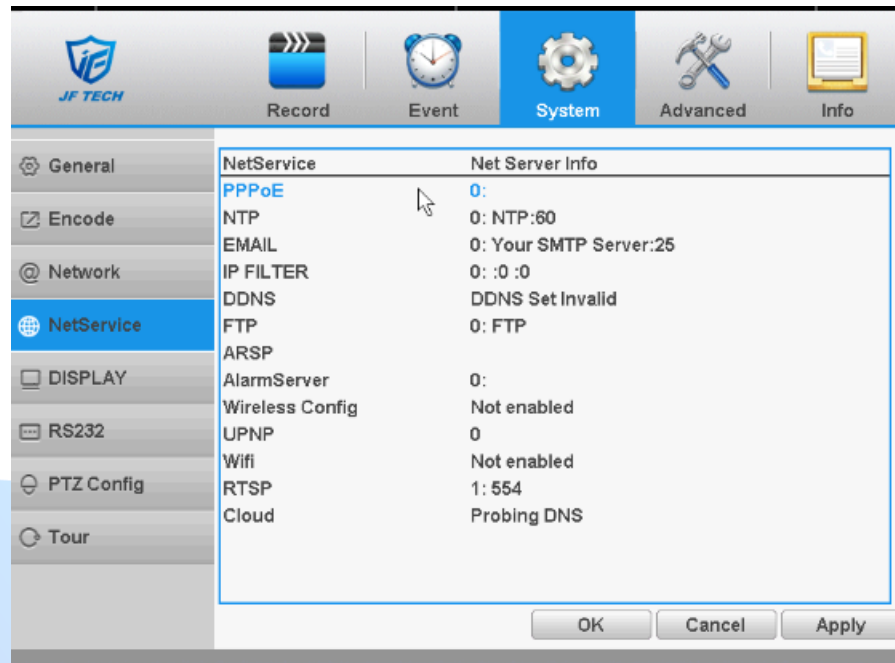 JF TECH
Record Event System Advanced Info
General
Encode
Network
NetService
DISPLAY
RS232
PTZ Config
Tour
NetService Net Server Info
PPPoE 0:
NTP 0: NTP:60
EMAIL 0: Your SMTP Server:25
IP FILTER 0: :0 :0
DDNS DDNS Set Invalid
FTP 0: FTP
ARSP
AlarmServer 0:
Wireless Config Not enabled
UPNP 0
Wifi Not enabled
RTSP 1: 554
Cloud Probing DNS
OK Cancel Apply